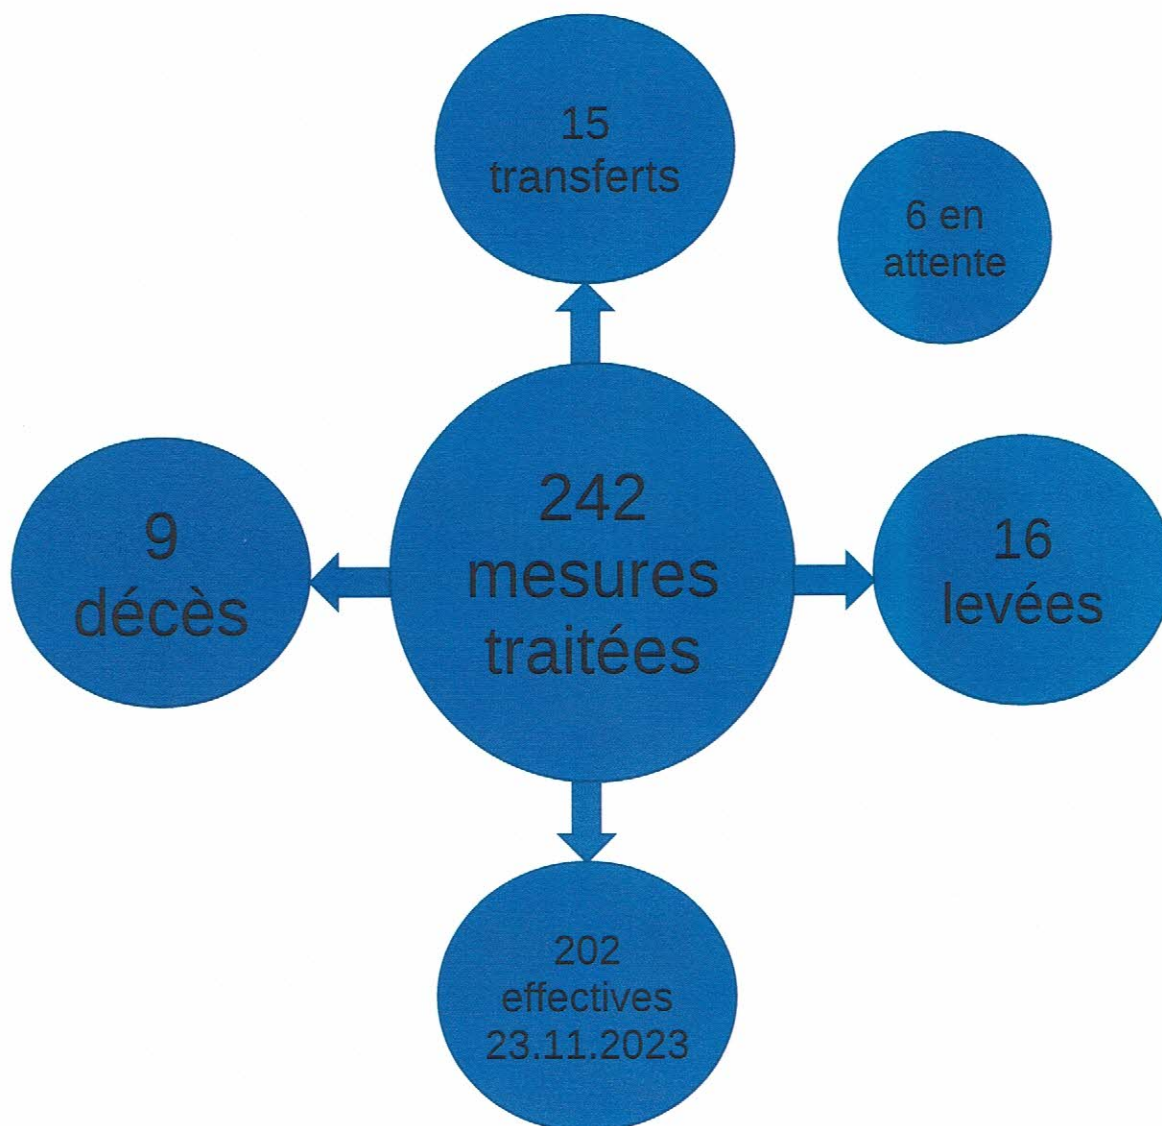 15
transferts
6 en
attente
242
mesures
traitées
9
décès
16
levées
202
effectives
23.11.2023